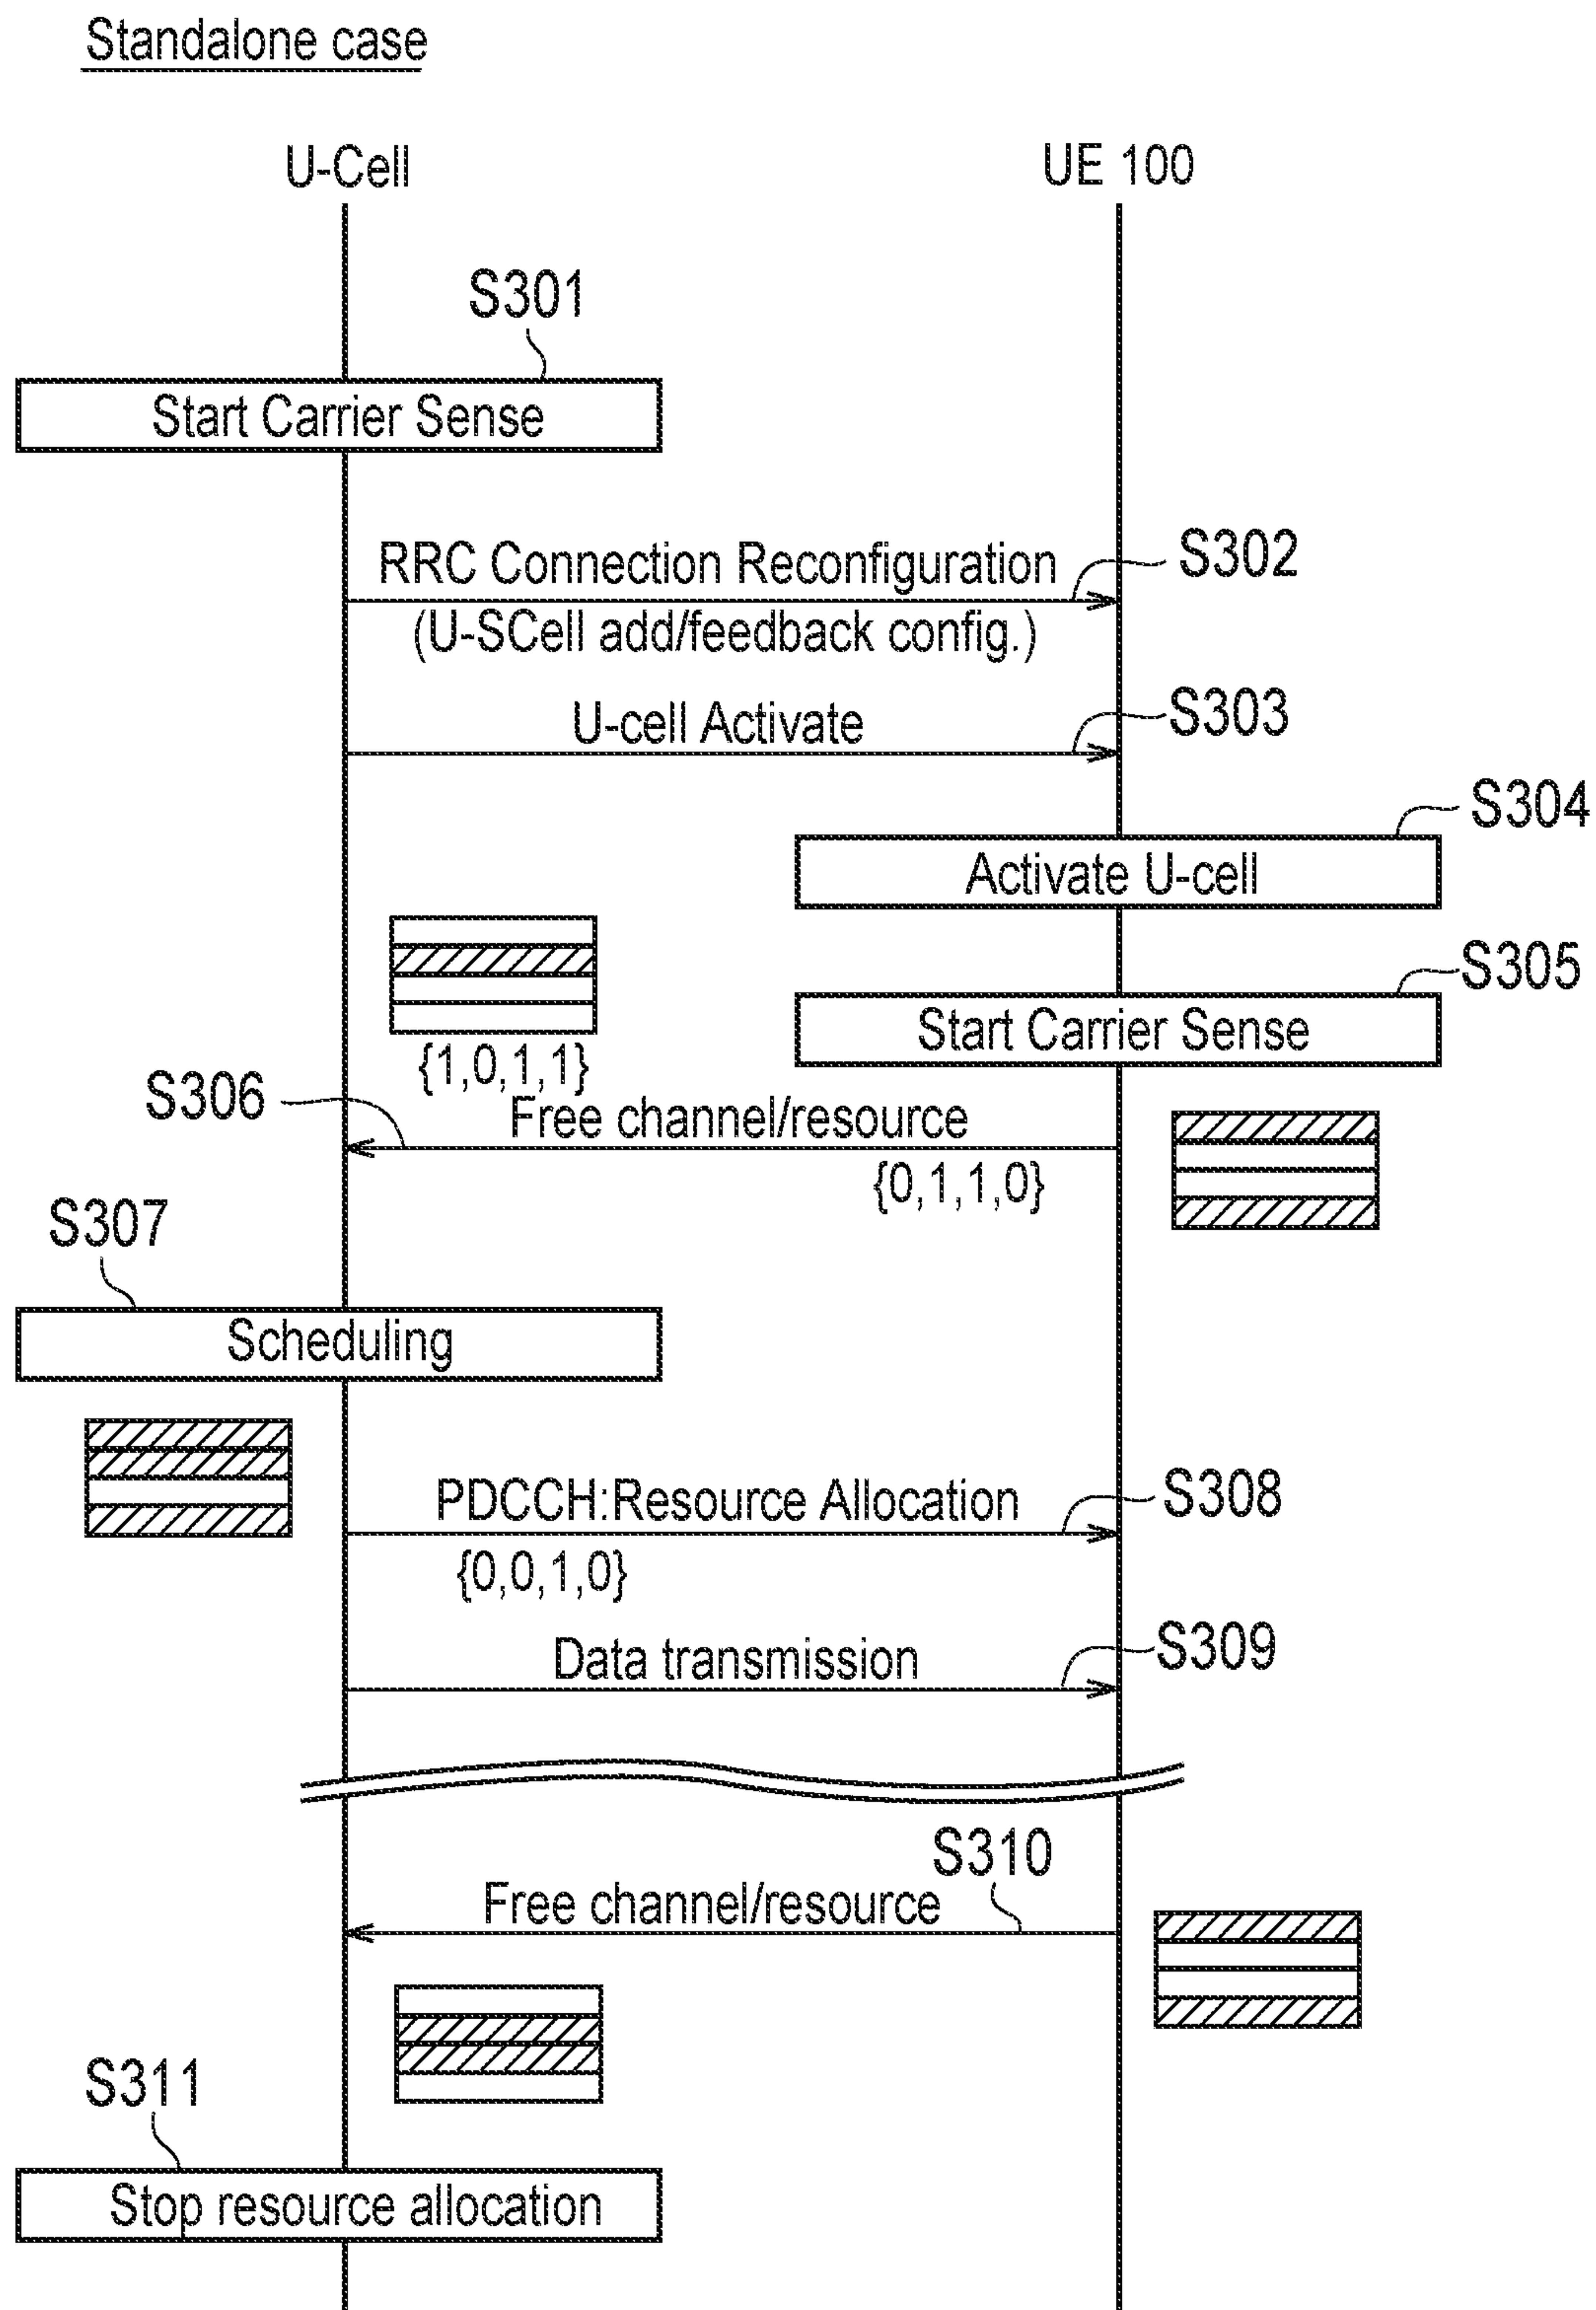 Standalone case
U-Cell
UE 100
S301
Start Carrier Sense
RRC Connection Reconfiguration
S302
(U-SCell add/feedback config.)
U-cell Activate
S303
S304
Activate U-cell
S305
Start Carrier Sense
{1,0,1,1}
S306
Free channel/resource
{0,1,1,0}
S307
Scheduling
PDCCH:Resource Allocation
S308
{0,0,1,0}
Data transmission
S309
S310
Free channel/resource
S311
Stop resource allocation